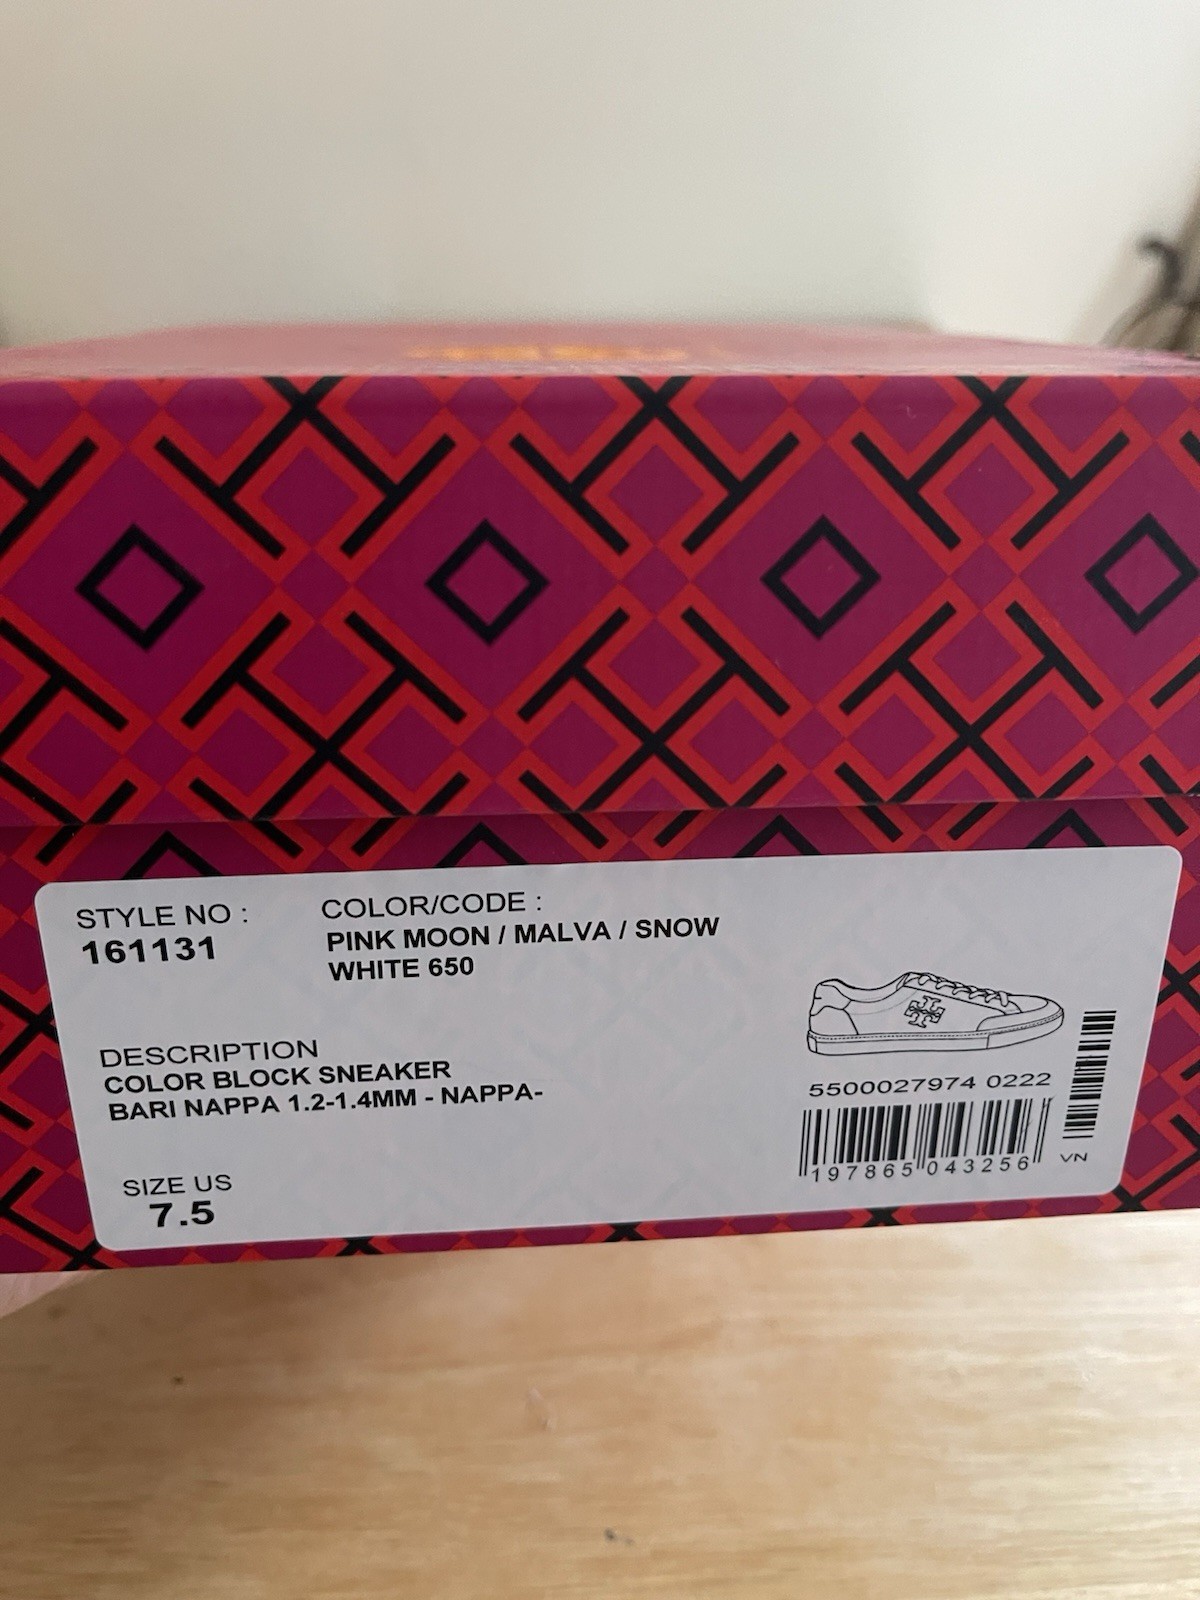 STYLE NO :
161131
COLOR/CODE :
PINK MOON / MALVA / SNOW
WHITE 650
DESCRIPTION
COLOR BLOCK SNEAKER
BARI NAPPA 1.2-1.4MM - NAPPA-
SIZE US
7.5
5500027974 0222
197865 043256
VN